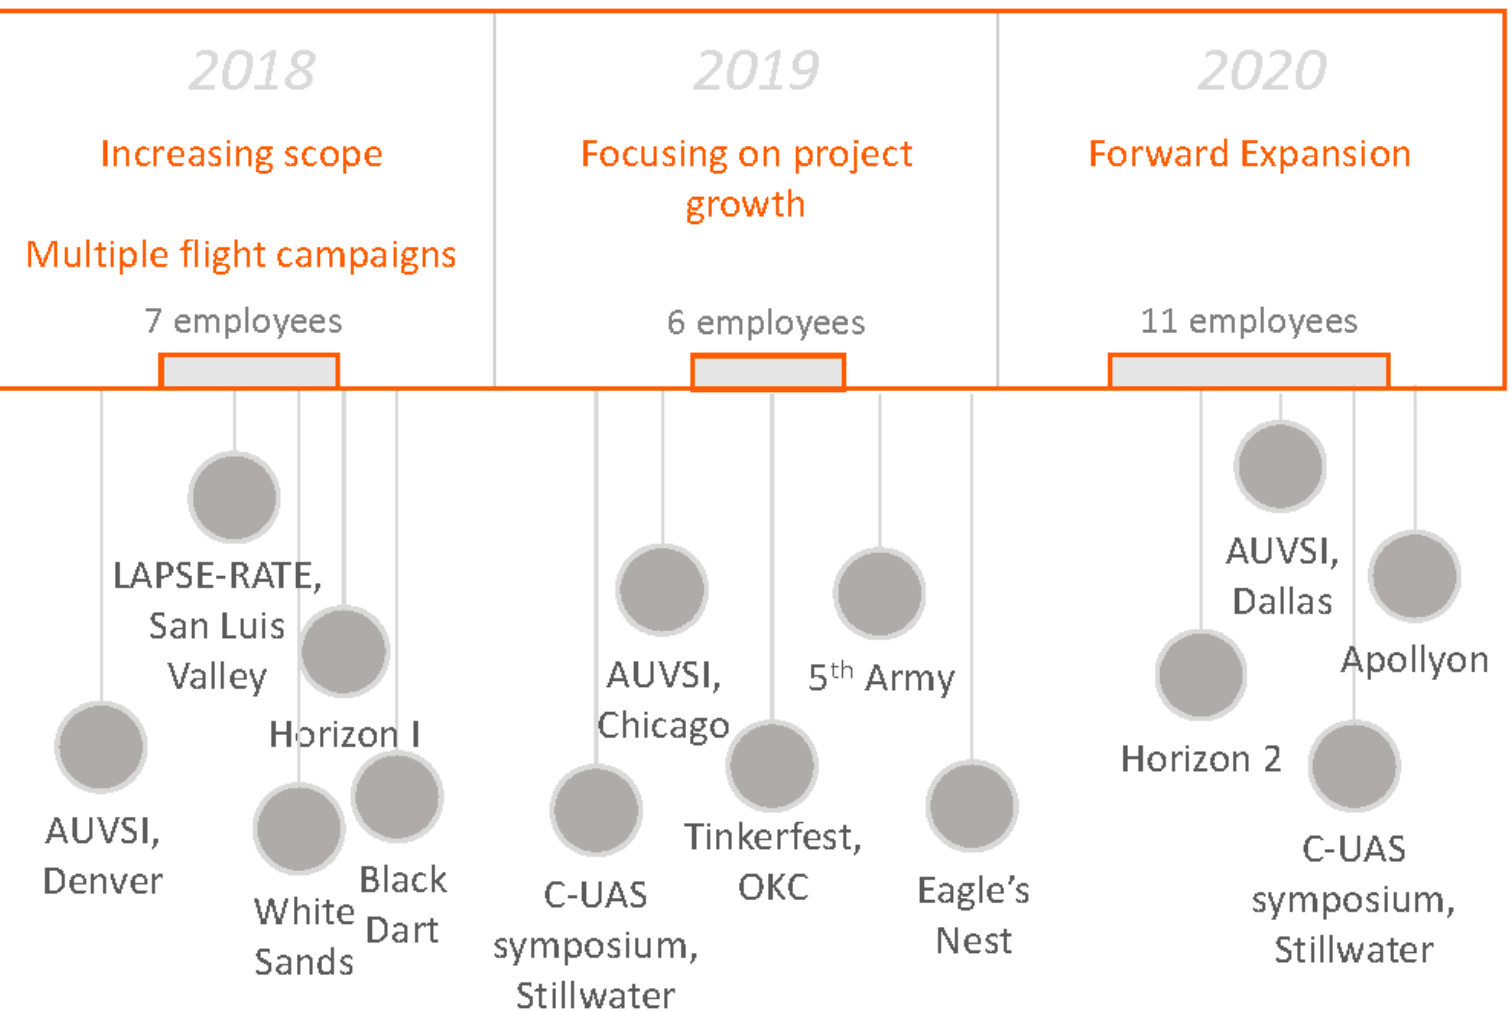 2018
Increasing scope
Multiple flight campaigns
7 employees
2019
Focusing on project
growth
6 employees
2020
Forward Expansion
11 employees
AUVSI,
Denver
LAPSE-RATE,
San Luis
Valley
White
Sands
Horizon I
Black
Dart
C-UAS
symposium,
Stillwater
AUVSI,
Chicago
Tinkerfest,
OKC
5th Army
Eagle’s
Nest
Horizon 2
AUVSI,
Dallas
C-UAS
symposium,
Stillwater
Apollyon